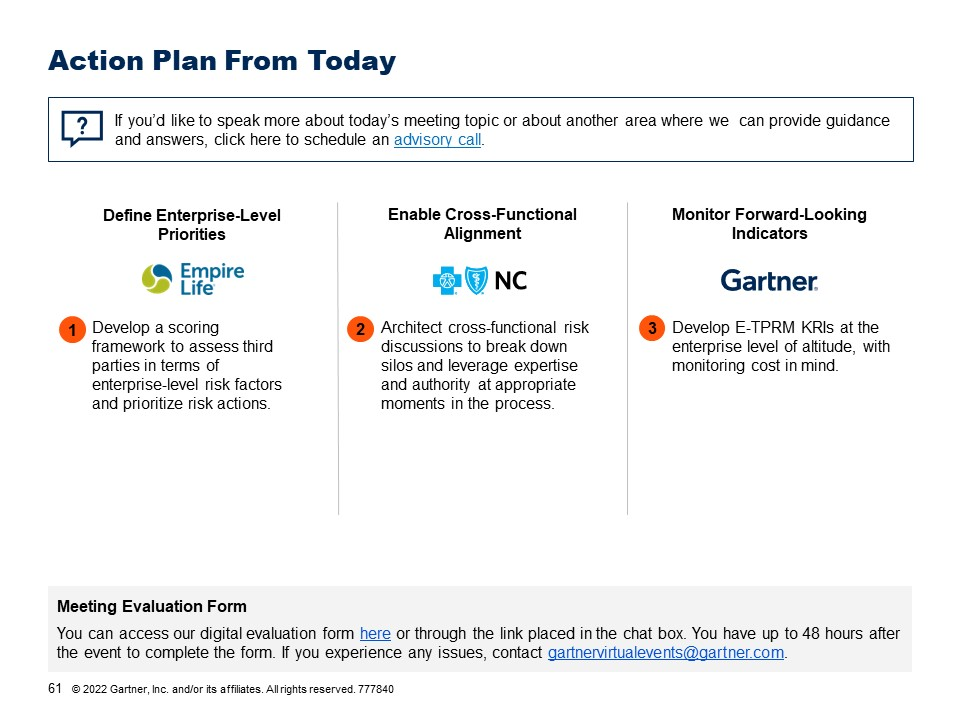 Action Plan From Today
?
If you’d like to speak more about today’s meeting topic or about another area where we can provide guidance
and answers, click here to schedule an advisory call.
Define Enterprise-Level
Priorities
Empire
Life
1
Develop a scoring
framework to assess third
parties in terms of
enterprise-level risk factors
and prioritize risk actions.
Enable Cross-Functional
Alignment
NC
2
Architect cross-functional risk
discussions to break down
silos and leverage expertise
and authority at appropriate
moments in the process.
Monitor Forward-Looking
Indicators
Gartner®
3
Develop E-TPRM KRIs at the
enterprise level of altitude, with
monitoring cost in mind.
Meeting Evaluation Form
You can access our digital evaluation form here or through the link placed in the chat box. You have up to 48 hours after
the event to complete the form. If you experience any issues, contact gartnervirtualevents@gartner.com.
61 © 2022 Gartner, Inc. and/or its affiliates. All rights reserved. 777840